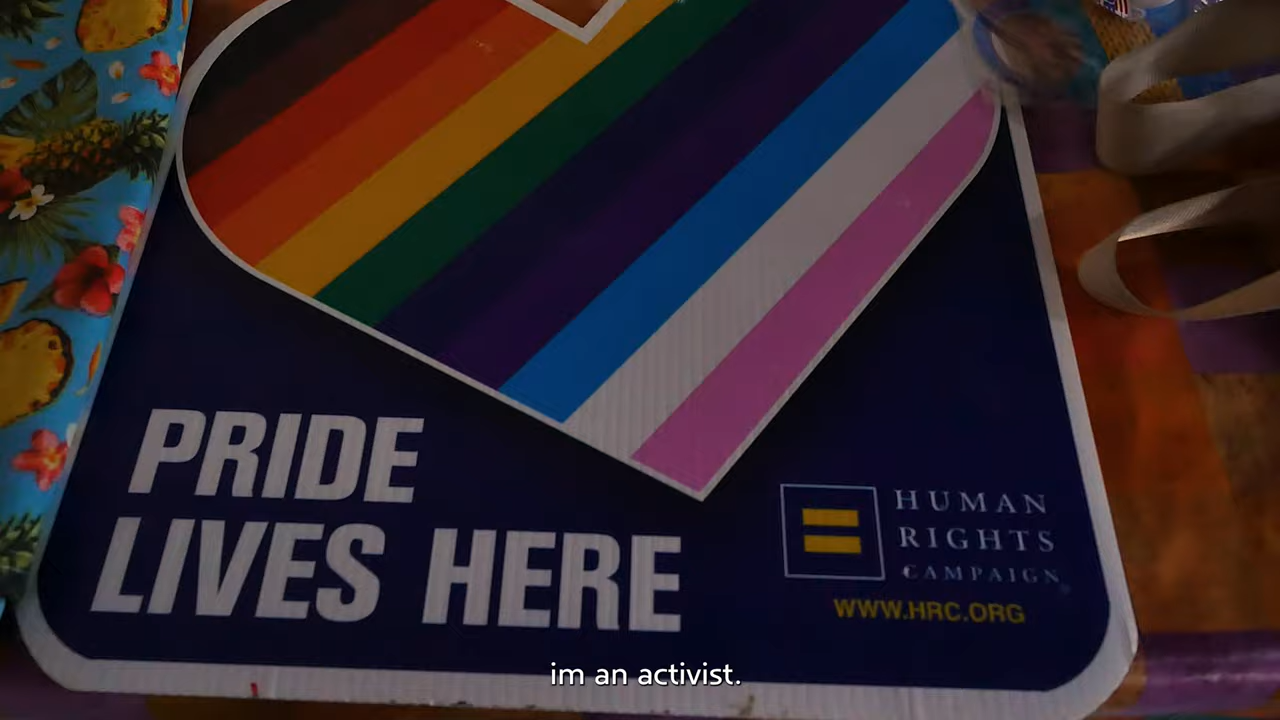 PRIDE
LIVES HERE
HUMAN
RIGHTS
CAMPAIGN
WWW.HRC.ORG
im an activist.